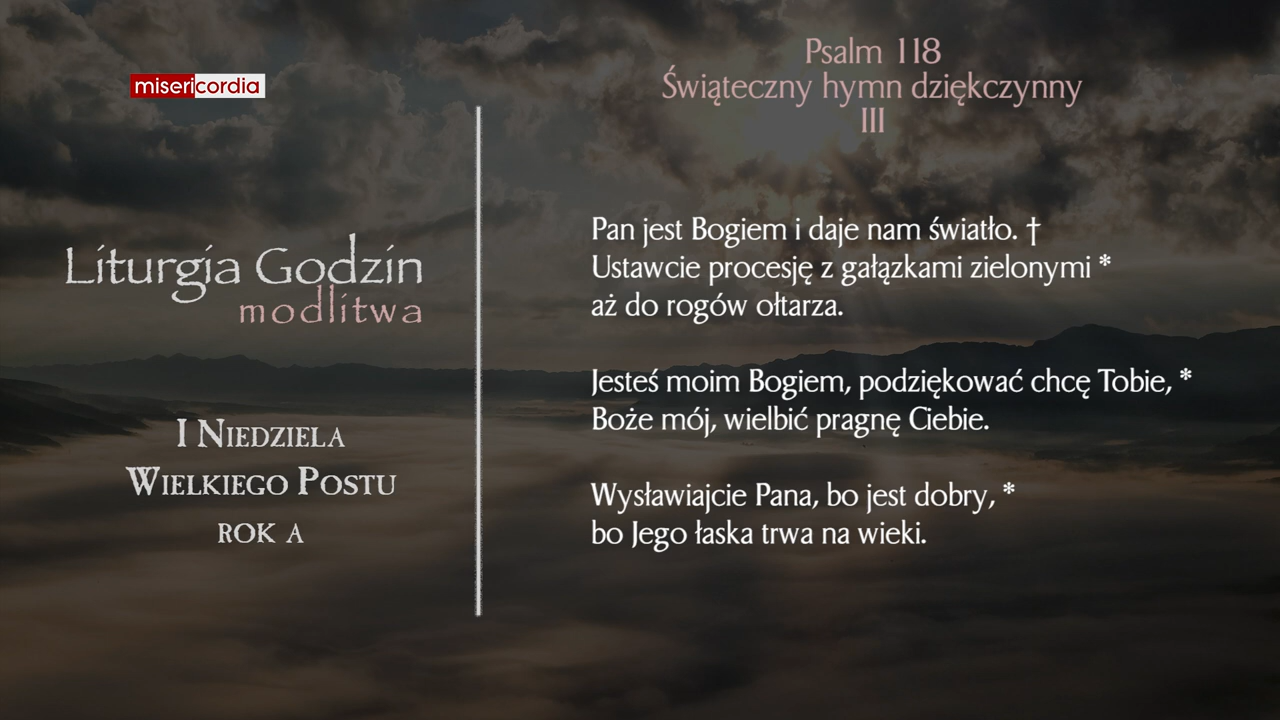 misericordia
Liturgia Godzin
modlitwa
I Niedziela
Wielkiego Postu
rok A
Psalm 118
Świąteczny hymn dziękczynny
III
Pan jest Bogiem i daje nam światło. †
Ustawcie procesję z gałązkami zielonymi *
aż do rogów ołtarza.
Jesteś moim Bogiem, podziękować chcę Tobie, *
Boże mój, wielbić pragnę Ciebie.
Wysławiajcie Pana, bo jest dobry, *
bo Jego łaska trwa na wieki.